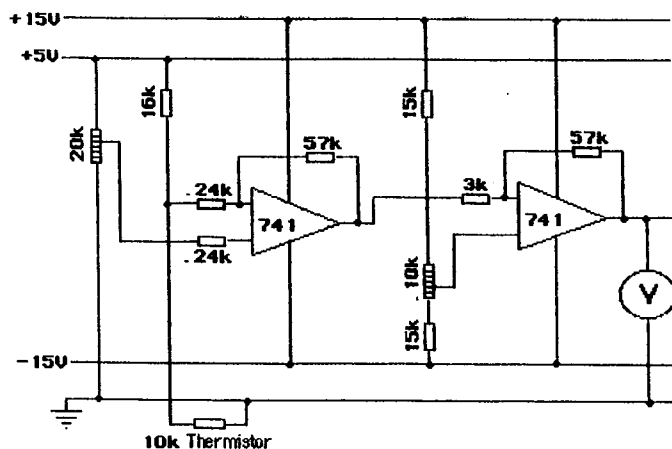 +15V
+5V
16k
15k
20k
57k
57k
.24k
3k
741
741
.24k
10k
V
15k
-15V
10k Thermistor